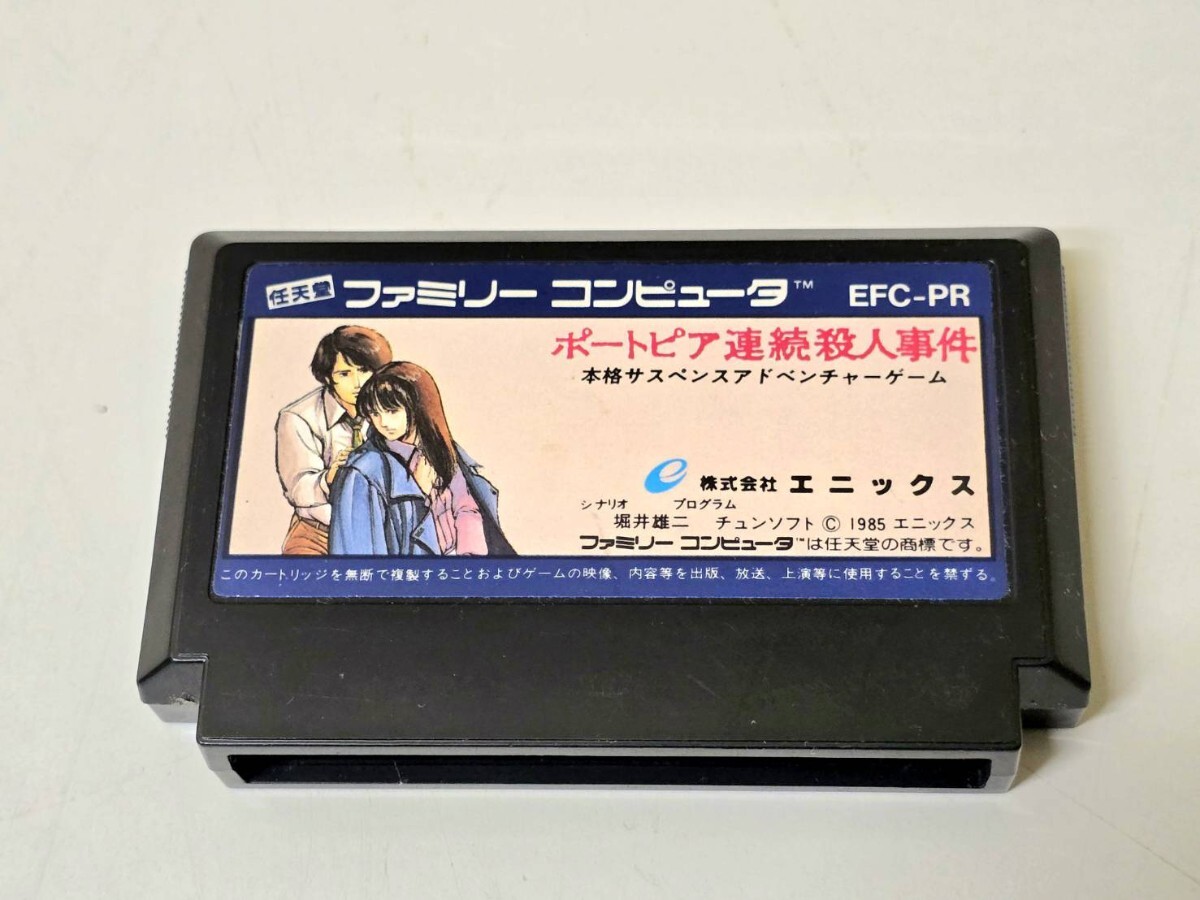 任天堂 ファミリー コンピュータ™ EFC-PR
ポートピア連続殺人事件
本格サスペンスアドベンチャーゲーム
e 株式会社 エニックス
シナリオ プログラム
堀井雄二 チュンソフト © 1985 エニックス
ファミリー コンピュータ™は任天堂の商標です。
このカートリッジを無断で複製することおよびゲームの映像、内容等を出版、放送、上演等に使用することを禁ずる。